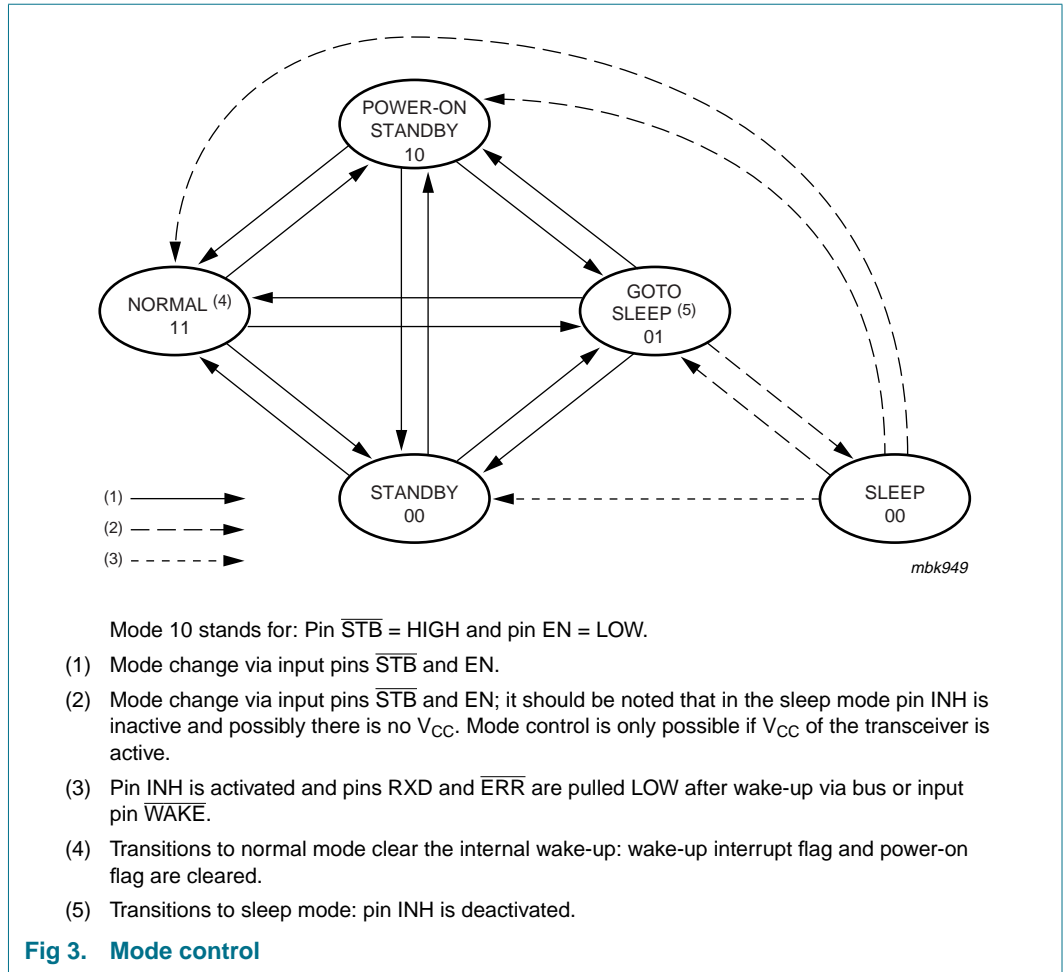 POWER-ON
STANDBY
10
NORMAL (4)
11
GOTO
SLEEP (5)
01
STANDBY
00
SLEEP
00
(1)
(2)
(3)
mbk949
Mode 10 stands for: Pin STB = HIGH and pin EN = LOW.
(1) Mode change via input pins STB and EN.
(2) Mode change via input pins STB and EN; it should be noted that in the sleep mode pin INH is
inactive and possibly there is no VCC. Mode control is only possible if VCC of the transceiver is
active.
(3) Pin INH is activated and pins RXD and ERR are pulled LOW after wake-up via bus or input
pin WAKE.
(4) Transitions to normal mode clear the internal wake-up: wake-up interrupt flag and power-on
flag are cleared.
(5) Transitions to sleep mode: pin INH is deactivated.
Fig 3. Mode control